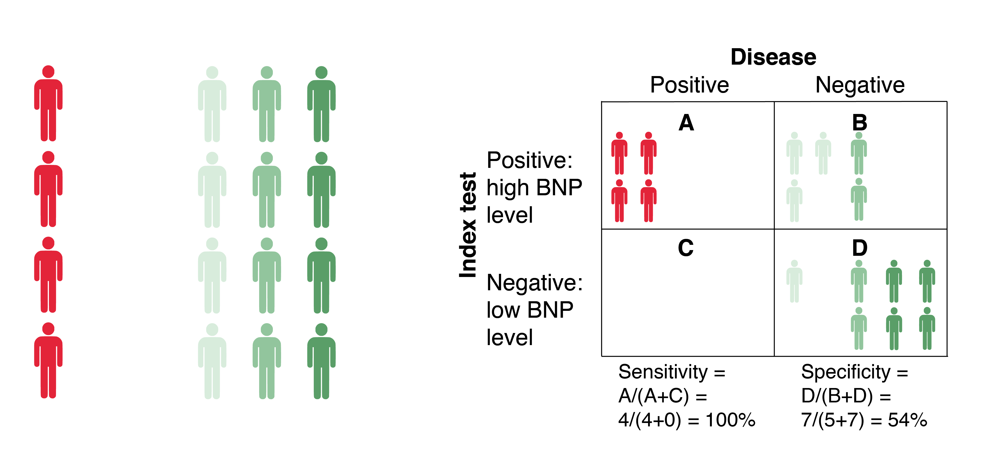 Disease
Positive
Negative
A
B
Index test
Positive:
high BNP
level
C
D
Negative:
low BNP
level
Sensitivity =
A/(A+C) =
4/(4+0) = 100%
Specificity =
D/(B+D) =
7/(5+7) = 54%